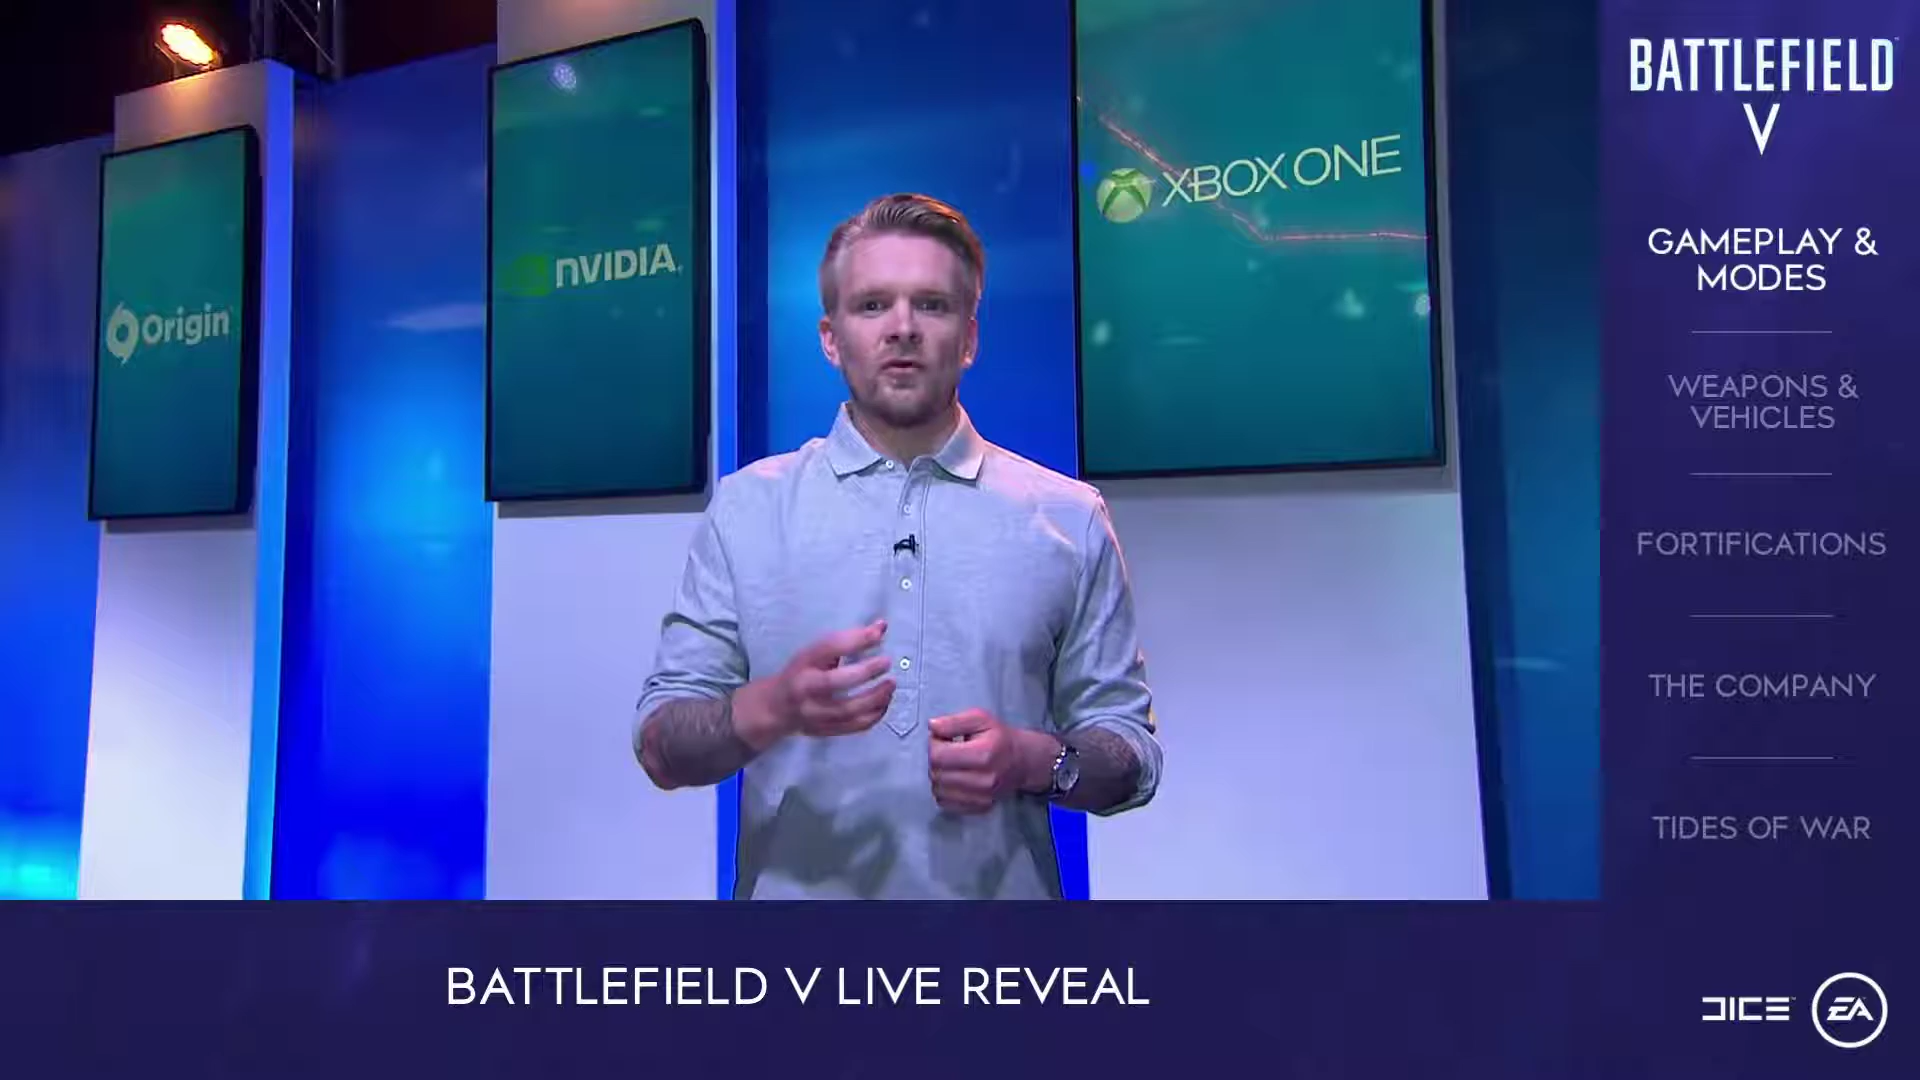 Origin
NVIDIA
XBOX ONE
BATTLEFIELD
V
GAMEPLAY &
MODES
WEAPONS &
VEHICLES
FORTIFICATIONS
THE COMPANY
TIDES OF WAR
BATTLEFIELD V LIVE REVEAL
DICE
EA